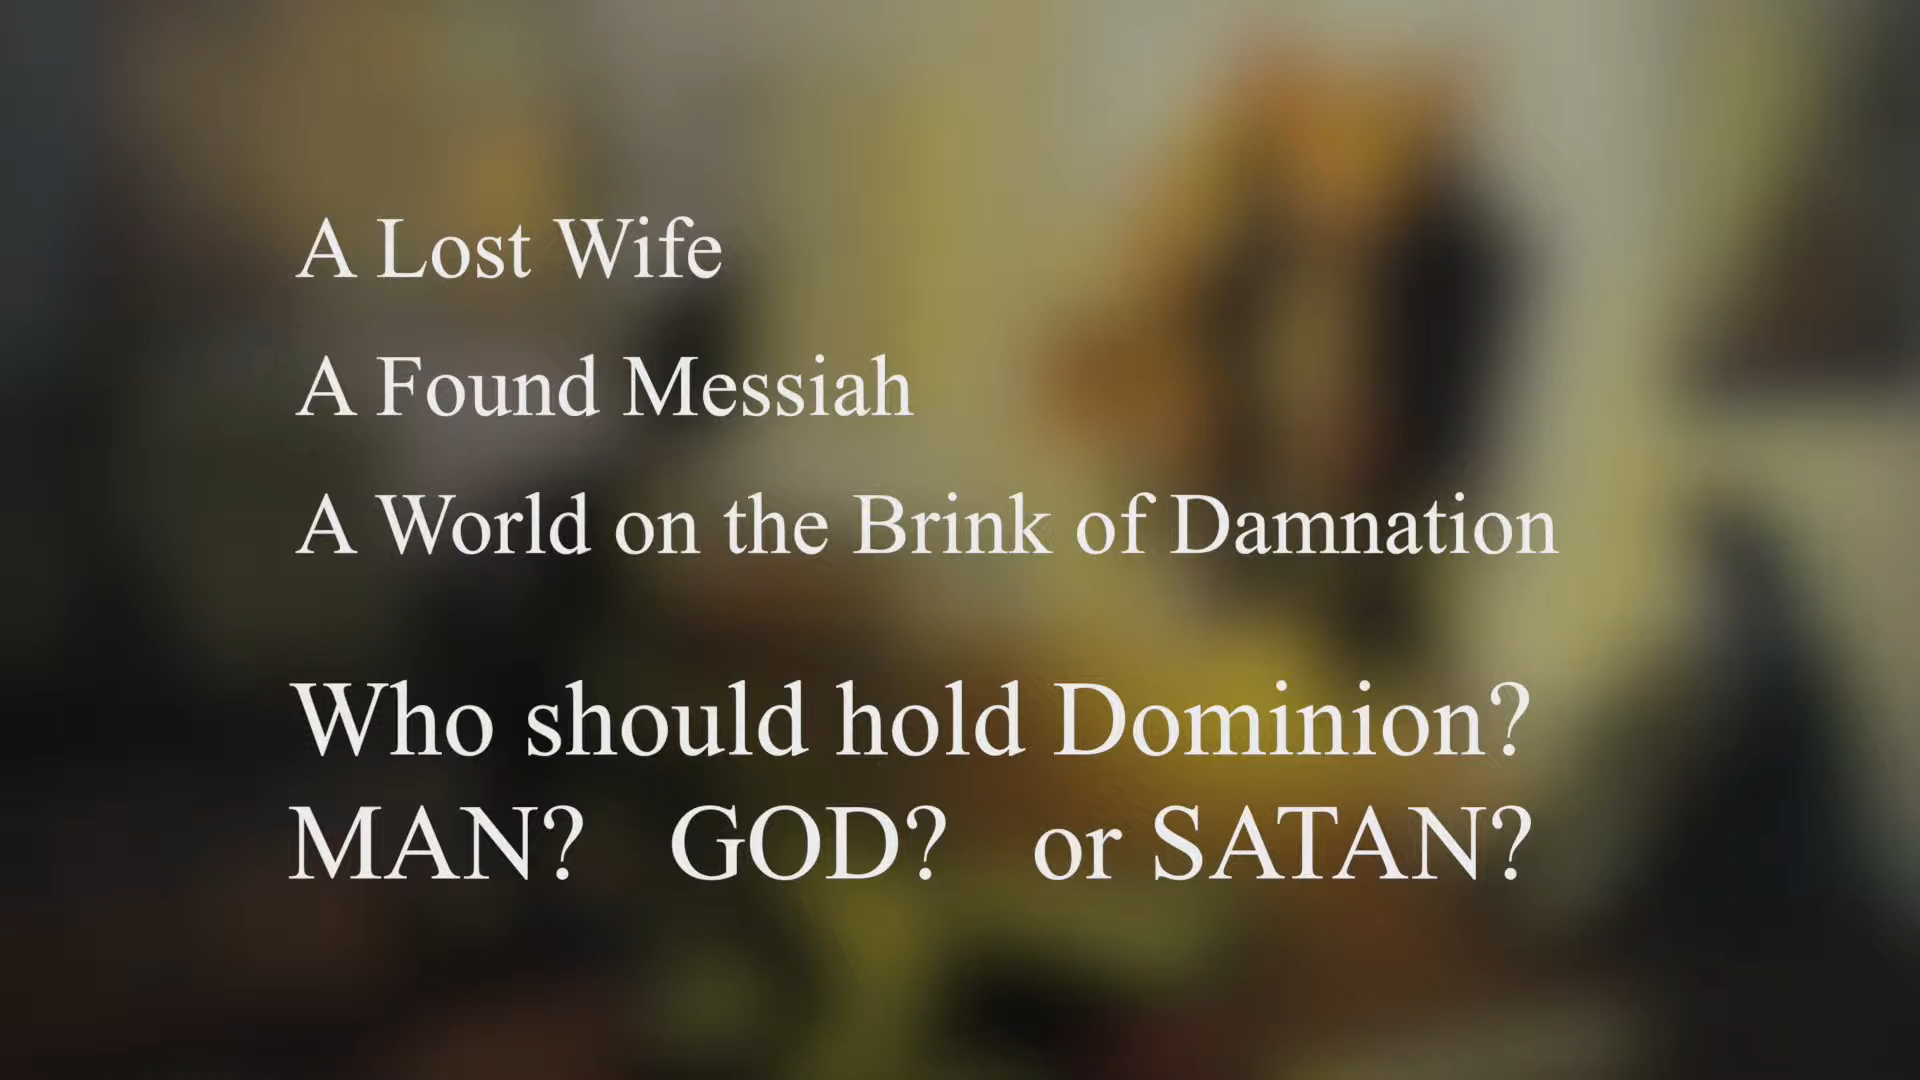 A Lost Wife
A Found Messiah
A World on the Brink of Damnation
Who should hold Dominion?
MAN? GOD? or SATAN?